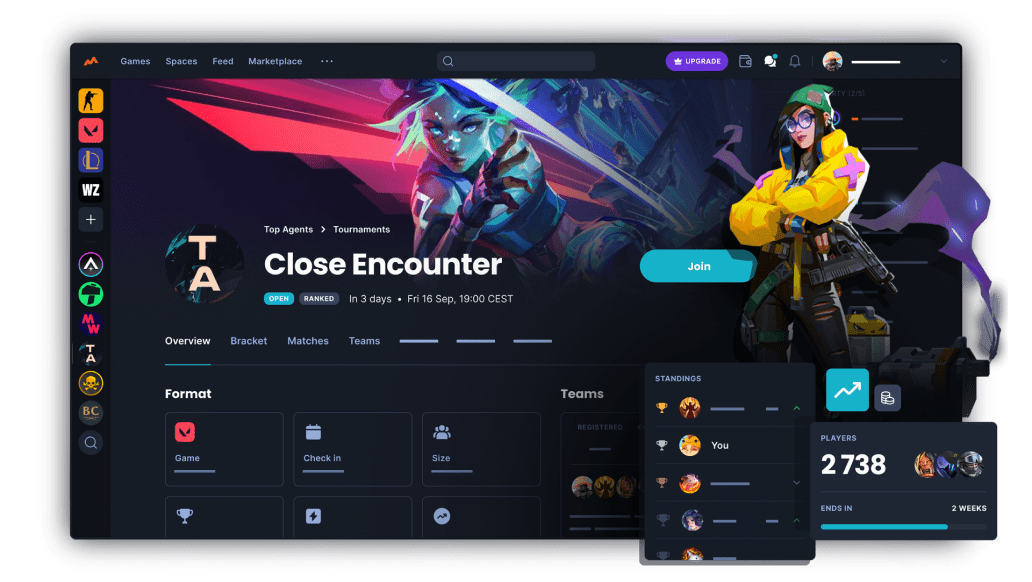 Games Spaces Feed Marketplace ...
UPGRADE
WZ
Top Agents > Tournaments
T
A
Close Encounter
Join
OPEN RANKED In 3 days • Fri 16 Sep, 19:00 CEST
Overview Bracket Matches Teams
Format
Teams
REGISTERED
Game
Check in
Size
STANDINGS
You
PLAYERS
2 738
ENDS IN 2 WEEKS
MW
T
A
BC